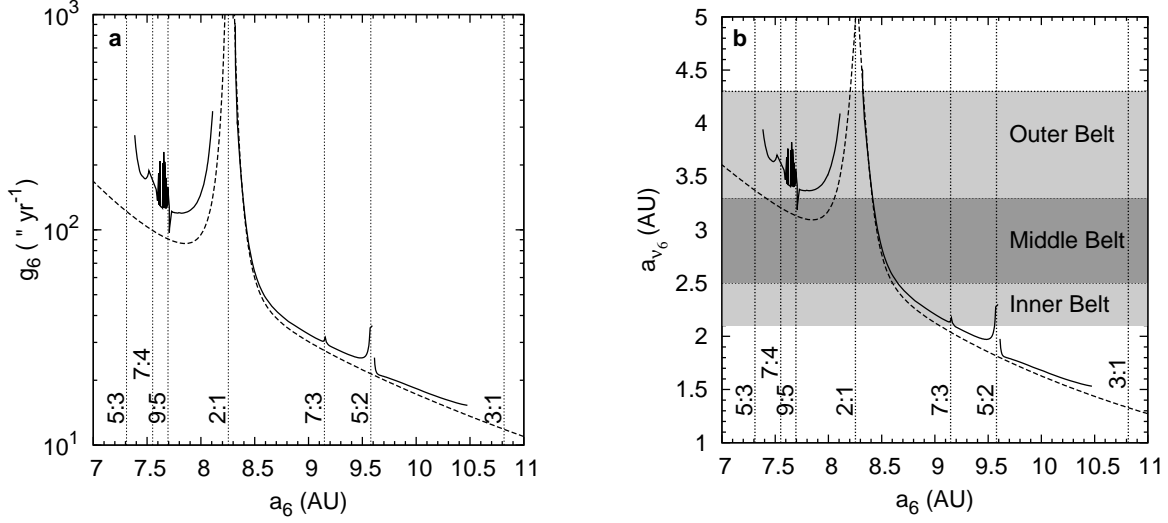 a
10^3
10^2
10^1
g_6 ( " yr^-1)
5:3
7:4
9:5
2:1
7:3
5:2
3:1
7 7.5 8 8.5 9 9.5 10 10.5 11
a_6 (AU)
b
5
4.5
4
3.5
3
2.5
2
1.5
1
a_ν_6 (AU)
Outer Belt
Middle Belt
Inner Belt
5:3
7:4
9:5
2:1
7:3
5:2
3:1
7 7.5 8 8.5 9 9.5 10 10.5 11
a_6 (AU)